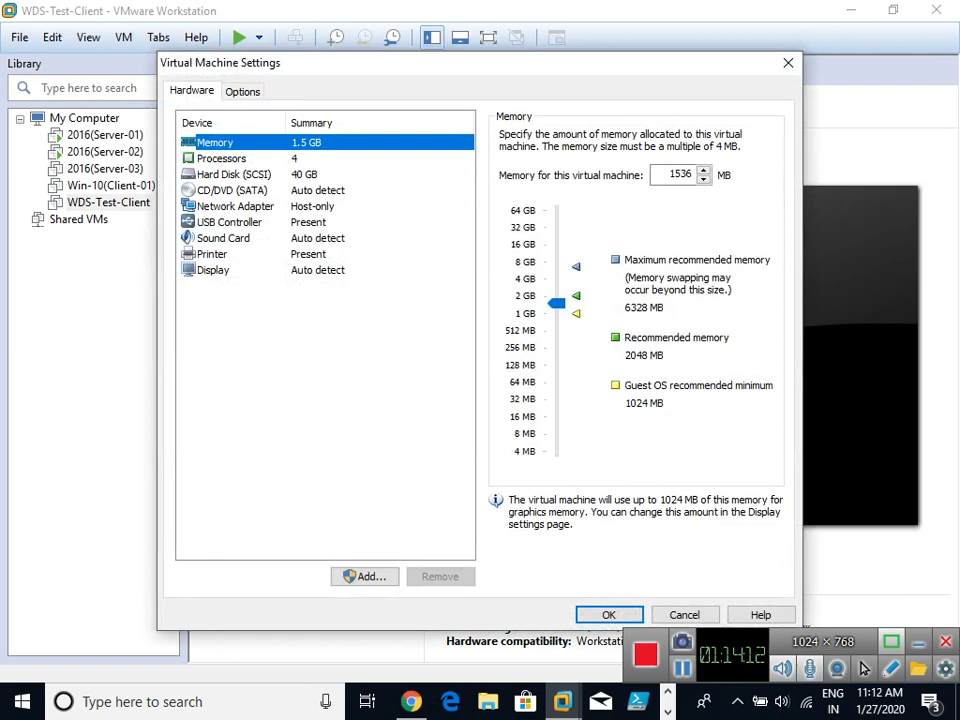 WDS-Test-Client - VMware Workstation
File Edit View VM Tabs Help
Library
Type here to search
My Computer
2016(Server-01)
2016(Server-02)
2016(Server-03)
Win-10(Client-01)
WDS-Test-Client
Shared VMs
Virtual Machine Settings
Hardware Options
Device Summary
Memory 1.5 GB
Processors 4
Hard Disk (SCSI) 40 GB
CD/DVD (SATA) Auto detect
Network Adapter Host-only
USB Controller Present
Sound Card Auto detect
Printer Present
Display Auto detect
Add... Remove
Memory
Specify the amount of memory allocated to this virtual
machine. The memory size must be a multiple of 4 MB.
Memory for this virtual machine: 1536 MB
64 GB
32 GB
16 GB
8 GB
4 GB
2 GB
1 GB
512 MB
256 MB
128 MB
64 MB
32 MB
16 MB
8 MB
4 MB
Maximum recommended memory
(Memory swapping may
occur beyond this size.)
6328 MB
Recommended memory
2048 MB
Guest OS recommended minimum
1024 MB
The virtual machine will use up to 1024 MB of this memory for
graphics memory. You can change this amount in the Display
settings page.
OK Cancel Help
Hardware compatibility: Workstati
01:14:12
1024 × 768
Type here to search
ENG
IN
11:12 AM
1/27/2020
3